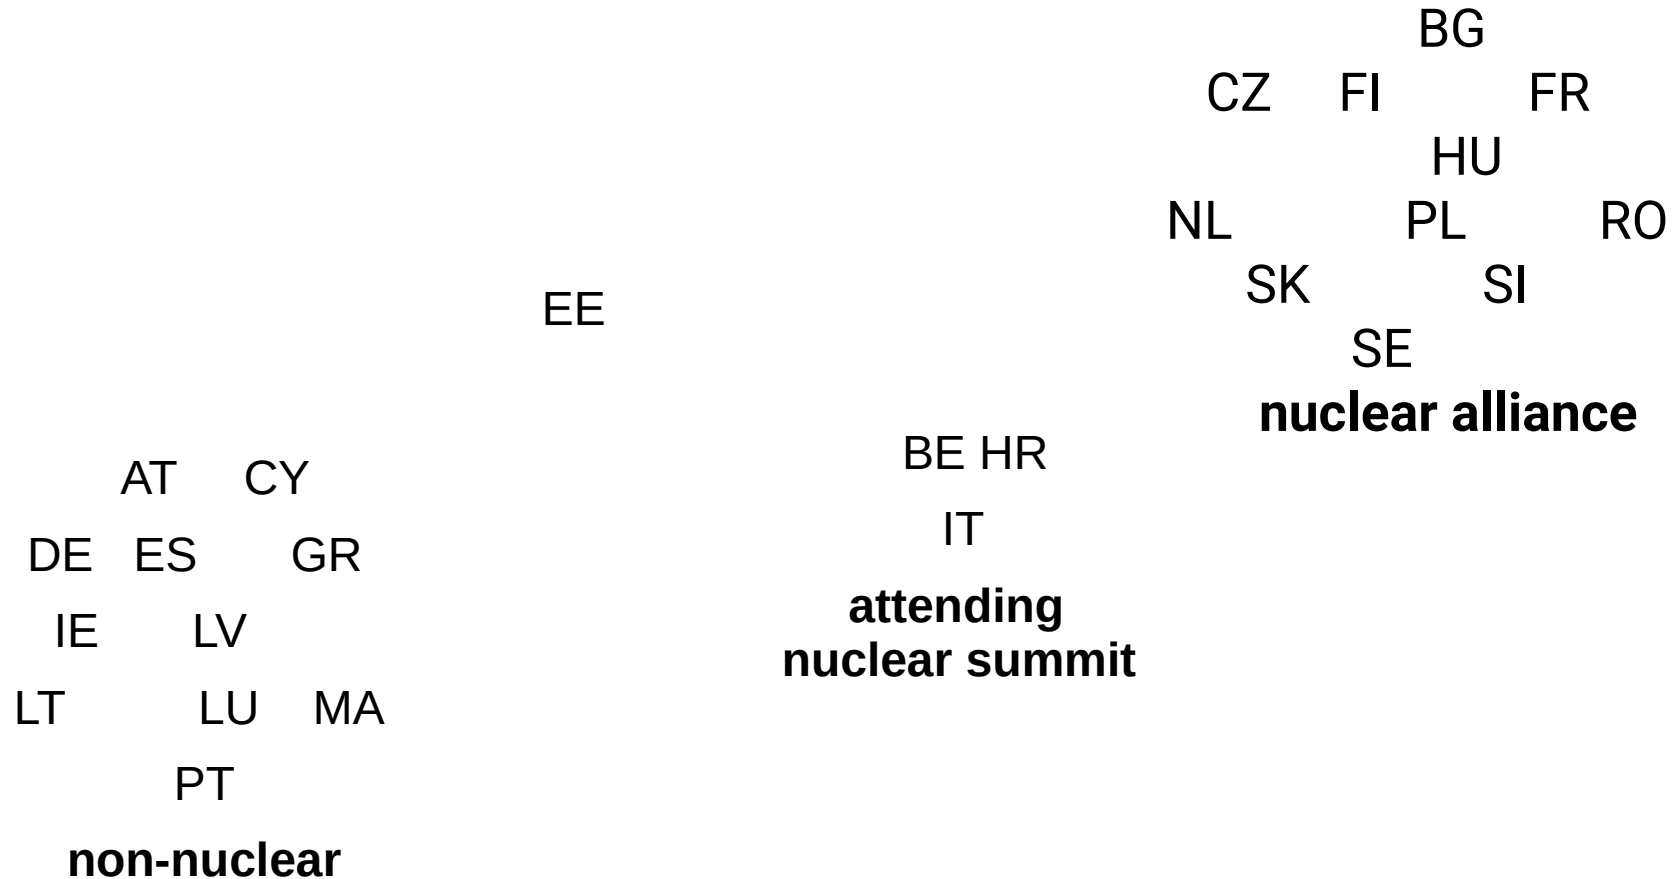 BG
CZ FI FR
HU
NL PL RO
SK SI
SE
nuclear alliance
EE
BE HR
IT
attending
nuclear summit
AT CY
DE ES GR
IE LV
LT LU MA
PT
non-nuclear